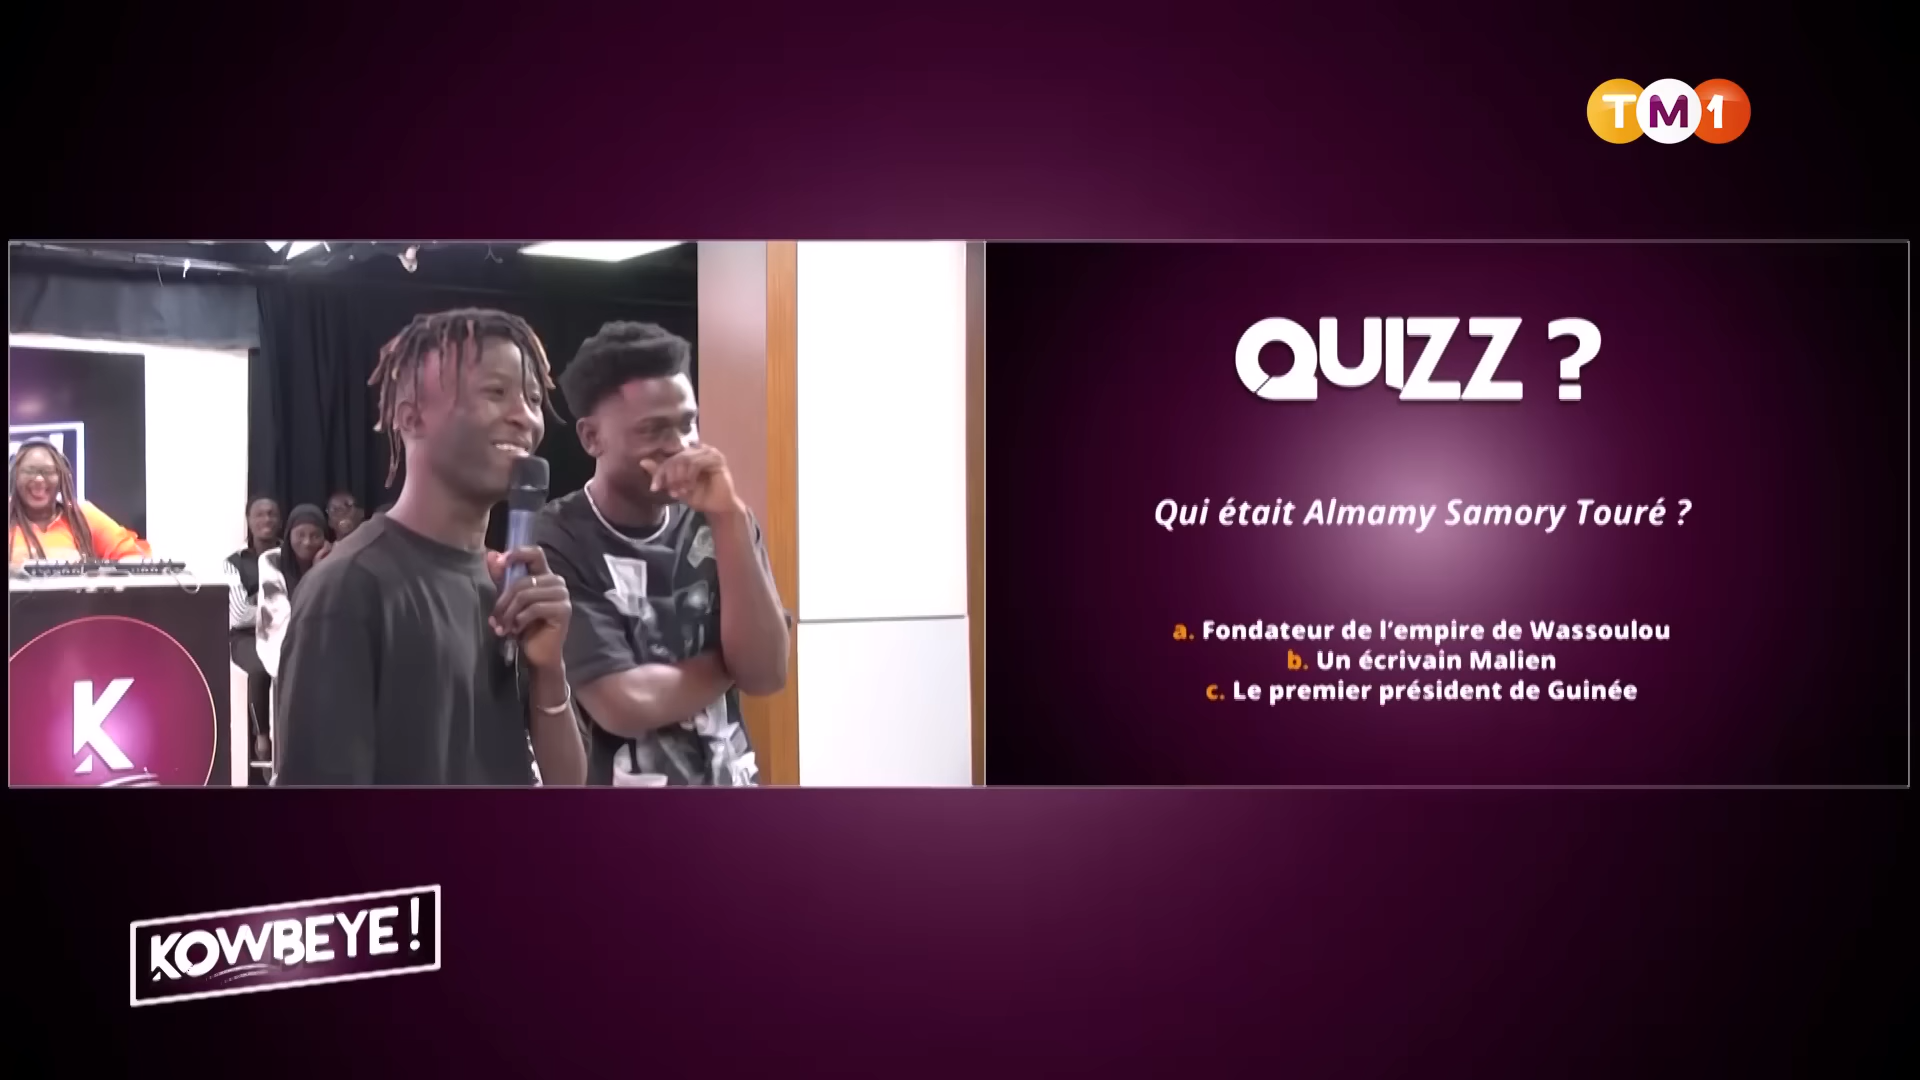 TM1
QUIZZ ?
Qui était Almamy Samory Touré ?
a. Fondateur de l'empire de Wassoulou
b. Un écrivain Malien
c. Le premier président de Guinée
K
KOWBEYE !